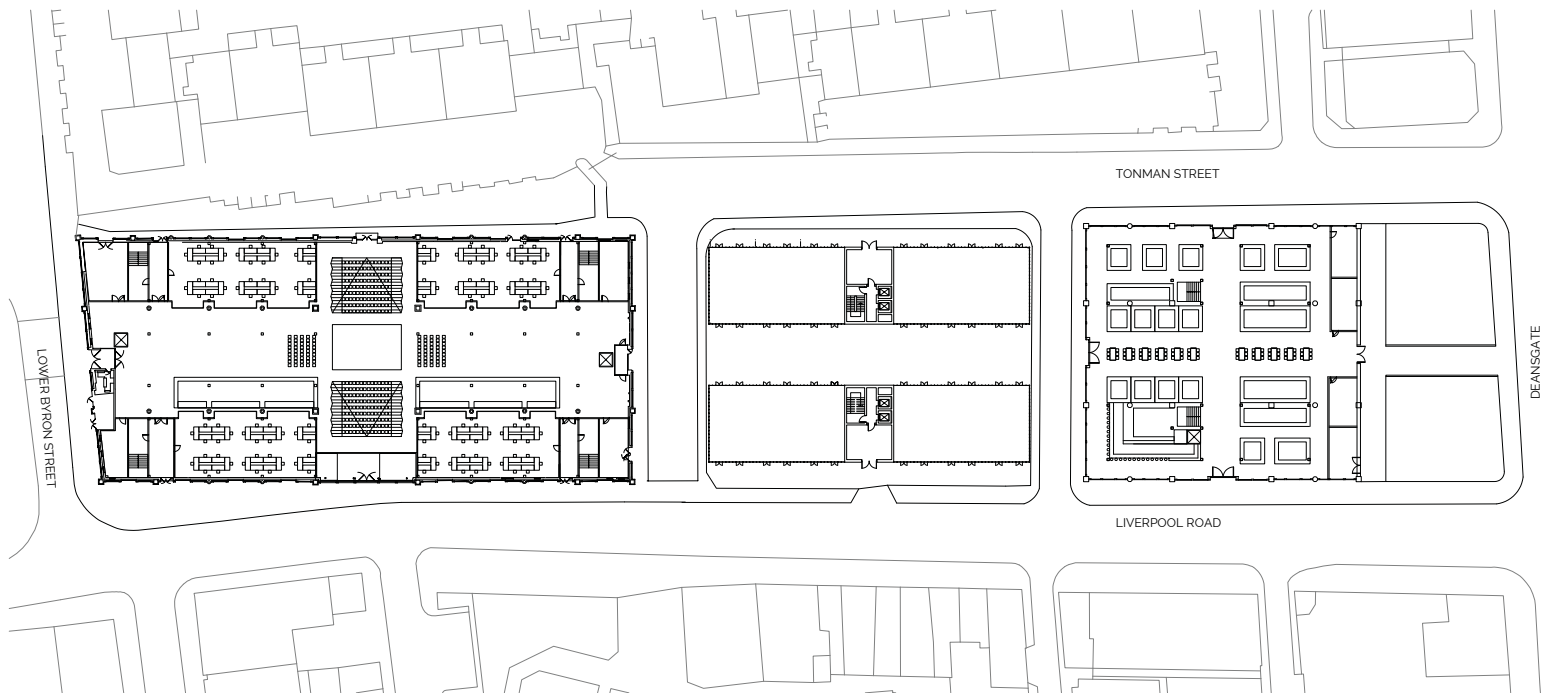 TONMAN STREET
LOWER BYRON STREET
DEANSGATE
LIVERPOOL ROAD